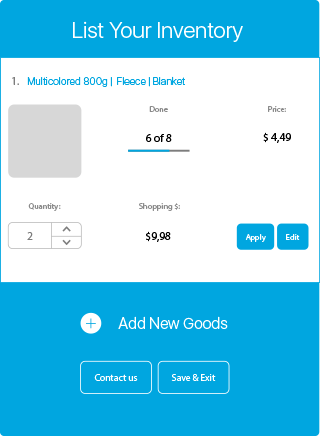 List Your Inventory
1. Multicolored 800g | Fleece | Blanket
Done
Price:
6 of 8
$ 4,49
Quantity:
Shopping $:
2
$9,98
Apply
Edit
Add New Goods
Contact us
Save & Exit